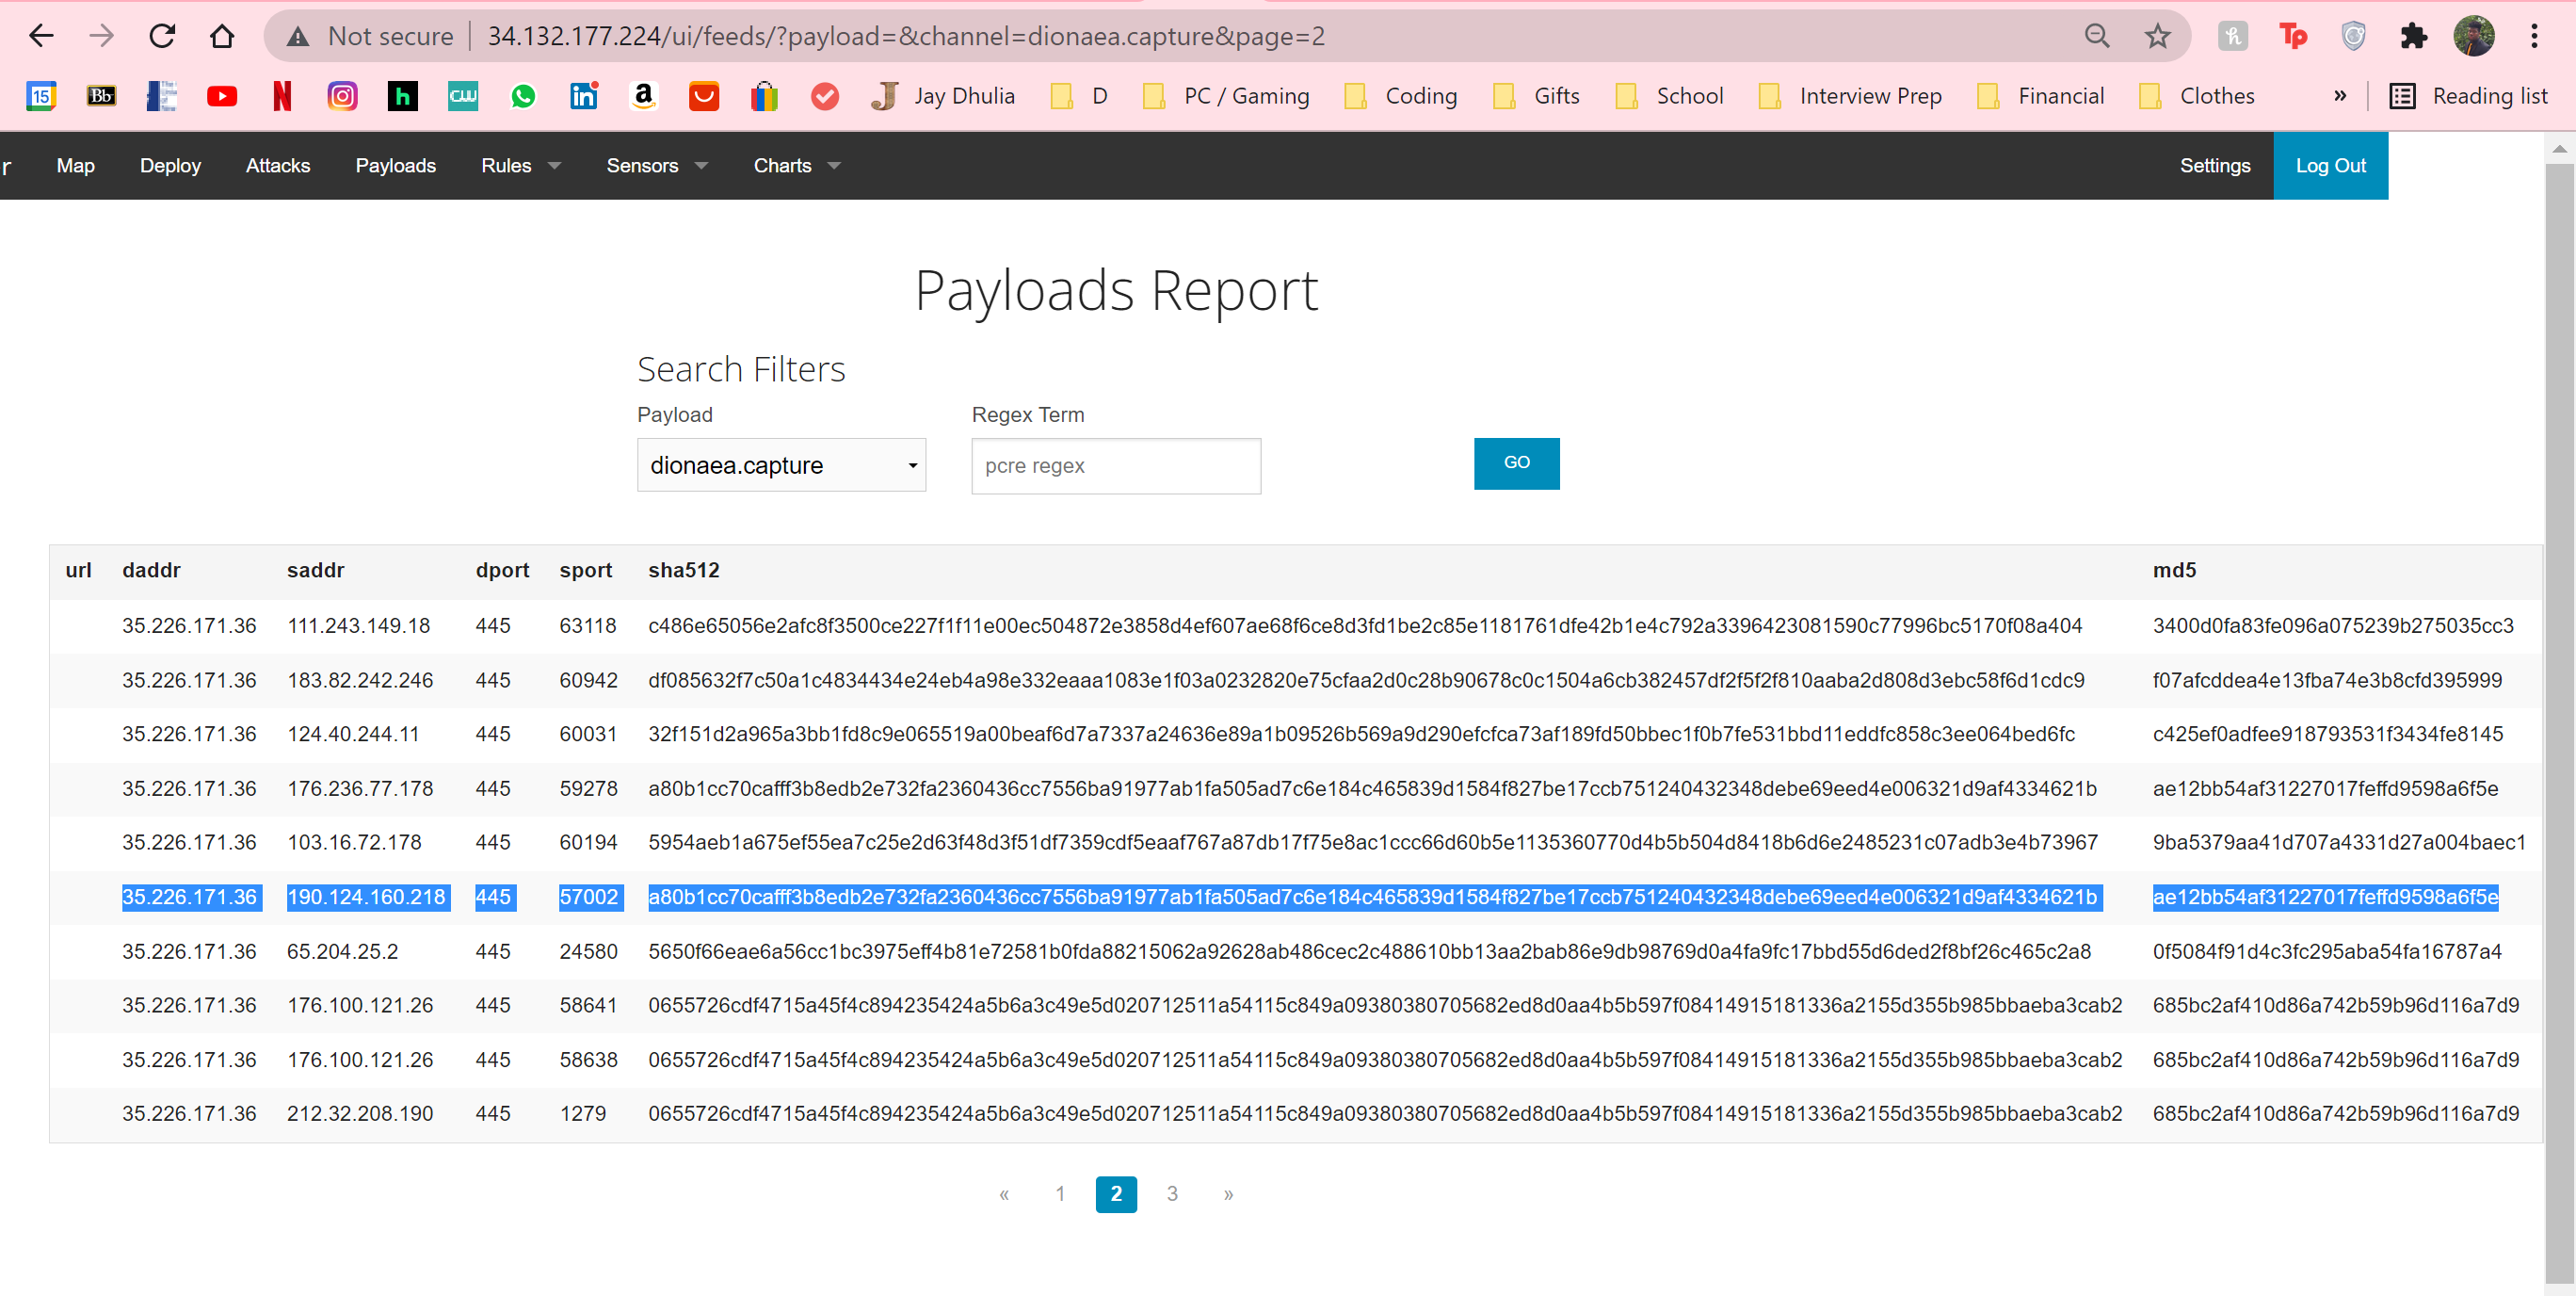 Not secure 34.132.177.224/ui/feeds/?payload=&channel=dionaea.capture&page=2
15 Bb N h CW in a Jay Dhulia D PC / Gaming Coding Gifts School Interview Prep Financial Clothes » Reading list
r Map Deploy Attacks Payloads Rules Sensors Charts Settings Log Out
Payloads Report
Search Filters
Payload Regex Term
dionaea.capture pcre regex GO
url daddr saddr dport sport sha512 md5
35.226.171.36 111.243.149.18 445 63118 c486e65056e2afc8f3500ce227f1f11e00ec504872e3858d4ef607ae68f6ce8d3fd1be2c85e1181761dfe42b1e4c792a3396423081590c77996bc5170f08a404 3400d0fa83fe096a075239b275035cc3
35.226.171.36 183.82.242.246 445 60942 df085632f7c50a1c4834434e24eb4a98e332eaaa1083e1f03a0232820e75cfaa2d0c28b90678c0c1504a6cb382457df2f5f2f810aaba2d808d3ebc58f6d1cdc9 f07afcddea4e13fba74e3b8cfd395999
35.226.171.36 124.40.244.11 445 60031 32f151d2a965a3bb1fd8c9e065519a00beaf6d7a7337a24636e89a1b09526b569a9d290efcfca73af189fd50bbec1f0b7fe531bbd11eddfc858c3ee064bed6fc c425ef0adfee918793531f3434fe8145
35.226.171.36 176.236.77.178 445 59278 a80b1cc70cafff3b8edb2e732fa2360436cc7556ba91977ab1fa505ad7c6e184c465839d1584f827be17ccb751240432348debe69eed4e006321d9af4334621b ae12bb54af31227017feffd9598a6f5e
35.226.171.36 103.16.72.178 445 60194 5954aeb1a675ef55ea7c25e2d63f48d3f51df7359cdf5eaaf767a87db17f75e8ac1ccc66d60b5e1135360770d4b5b504d8418b6d6e2485231c07adb3e4b73967 9ba5379aa41d707a4331d27a004baec1
35.226.171.36 190.124.160.218 445 57002 a80b1cc70cafff3b8edb2e732fa2360436cc7556ba91977ab1fa505ad7c6e184c465839d1584f827be17ccb751240432348debe69eed4e006321d9af4334621b ae12bb54af31227017feffd9598a6f5e
35.226.171.36 65.204.25.2 445 24580 5650f66eae6a56cc1bc3975eff4b81e72581b0fda88215062a92628ab486cec2c488610bb13aa2bab86e9db98769d0a4fa9fc17bbd55d6ded2f8bf26c465c2a8 0f5084f91d4c3fc295aba54fa16787a4
35.226.171.36 176.100.121.26 445 58641 0655726cdf4715a45f4c894235424a5b6a3c49e5d020712511a54115c849a09380380705682ed8d0aa4b5b597f08414915181336a2155d355b985bbaeba3cab2 685bc2af410d86a742b59b96d116a7d9
35.226.171.36 176.100.121.26 445 58638 0655726cdf4715a45f4c894235424a5b6a3c49e5d020712511a54115c849a09380380705682ed8d0aa4b5b597f08414915181336a2155d355b985bbaeba3cab2 685bc2af410d86a742b59b96d116a7d9
35.226.171.36 212.32.208.190 445 1279 0655726cdf4715a45f4c894235424a5b6a3c49e5d020712511a54115c849a09380380705682ed8d0aa4b5b597f08414915181336a2155d355b985bbaeba3cab2 685bc2af410d86a742b59b96d116a7d9
« 1 2 3 »